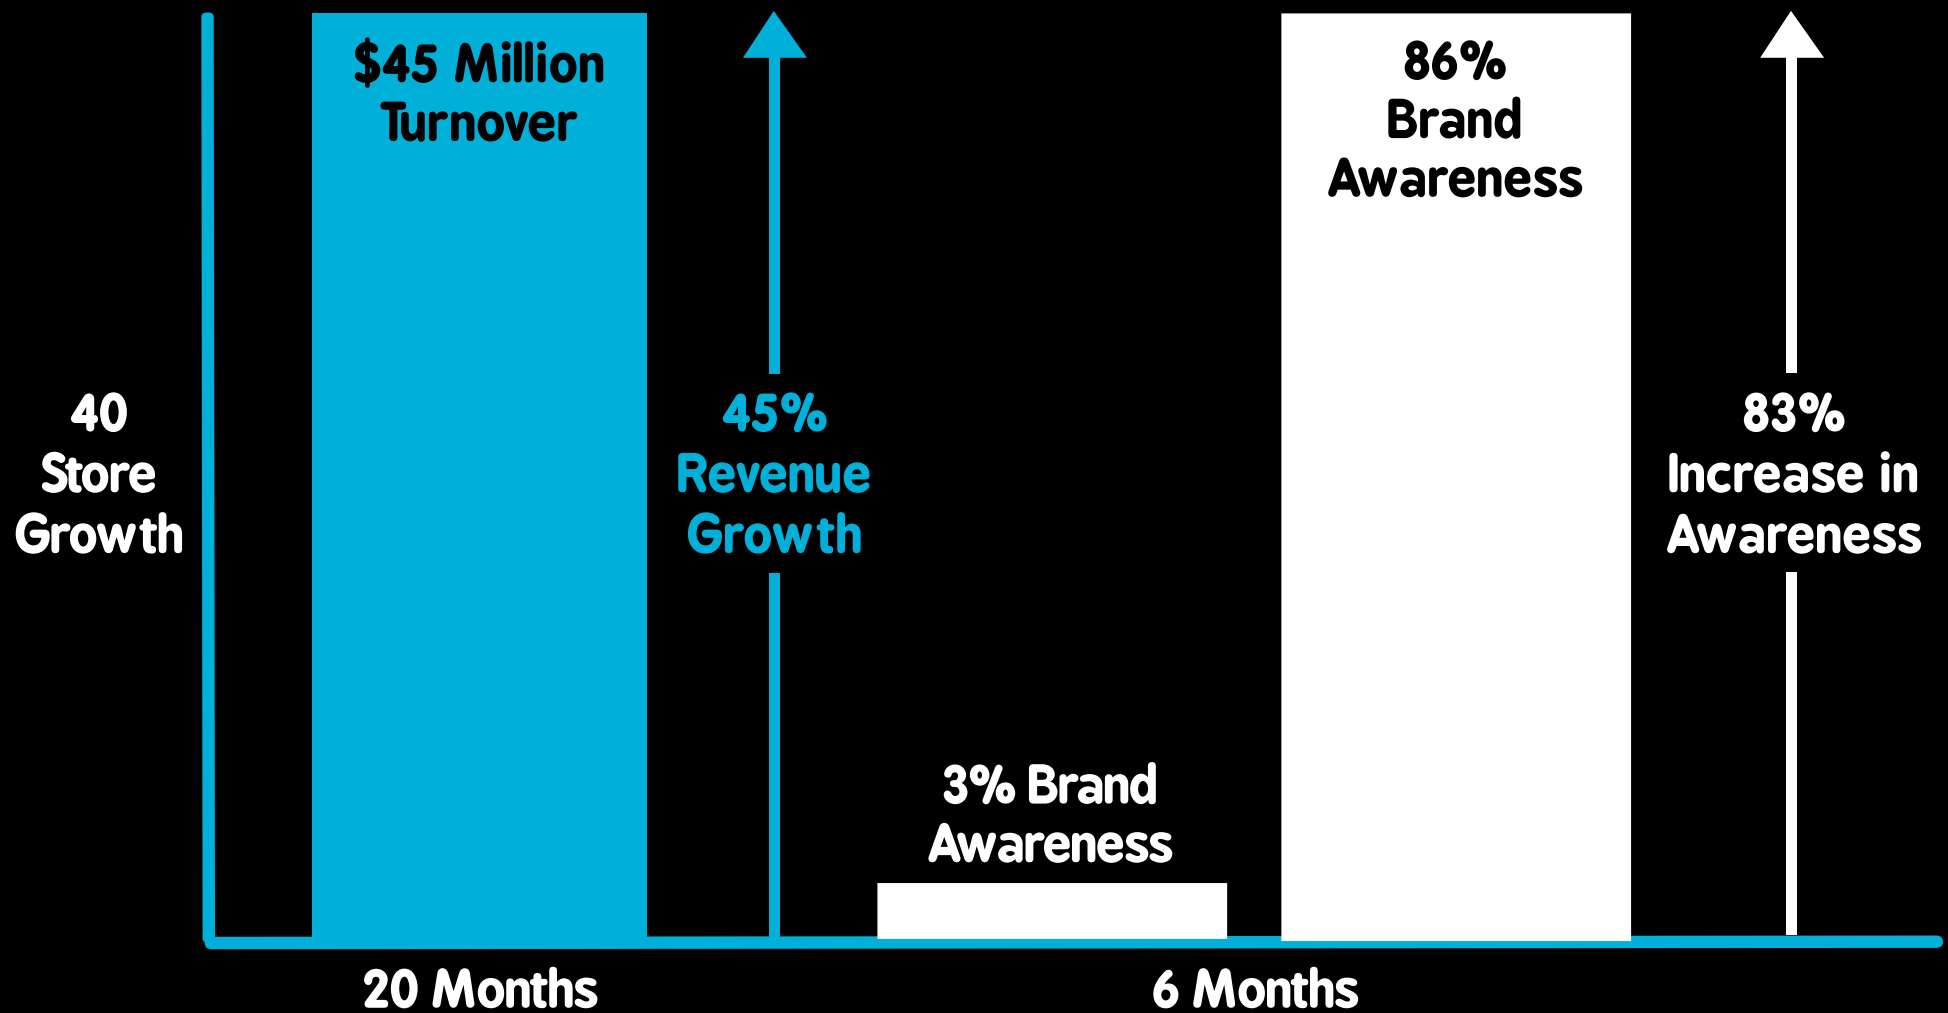 $45 Million
Turnover
86%
Brand
Awareness
40
Store
Growth
45%
Revenue
Growth
83%
Increase in
Awareness
3% Brand
Awareness
20 Months
6 Months